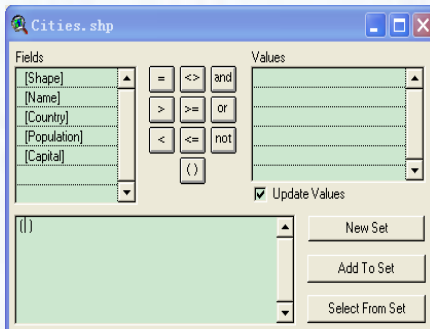 Cities.shp
Fields
Values
[Shape]
[Name]
[Country]
[Population]
[Capital]
= <> and
> >= or
< <= not
()
Update Values
()
New Set
Add To Set
Select From Set